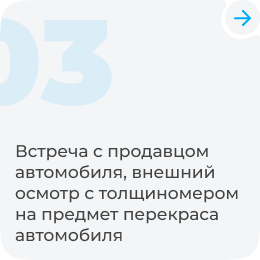 03
Встреча с продавцом
автомобиля, внешний
осмотр с толщиномером
на предмет перекраса
автомобиля